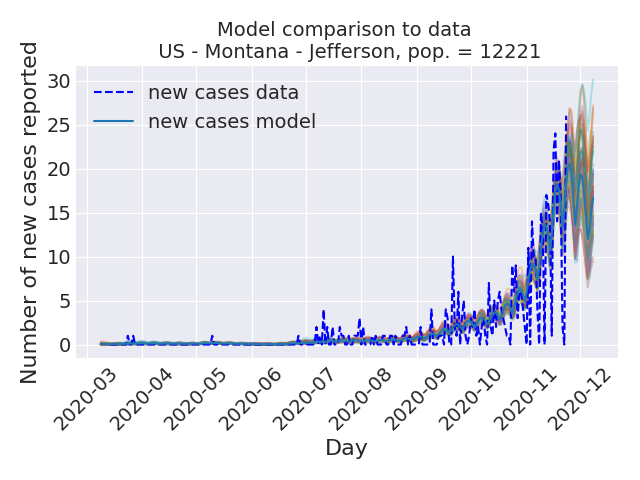 Model comparison to data
US - Montana - Jefferson, pop. = 12221
Number of new cases reported
30
25
20
15
10
5
0
new cases data
new cases model
2020-03
2020-04
2020-05
2020-06
2020-07
2020-08
2020-09
2020-10
2020-11
2020-12
Day